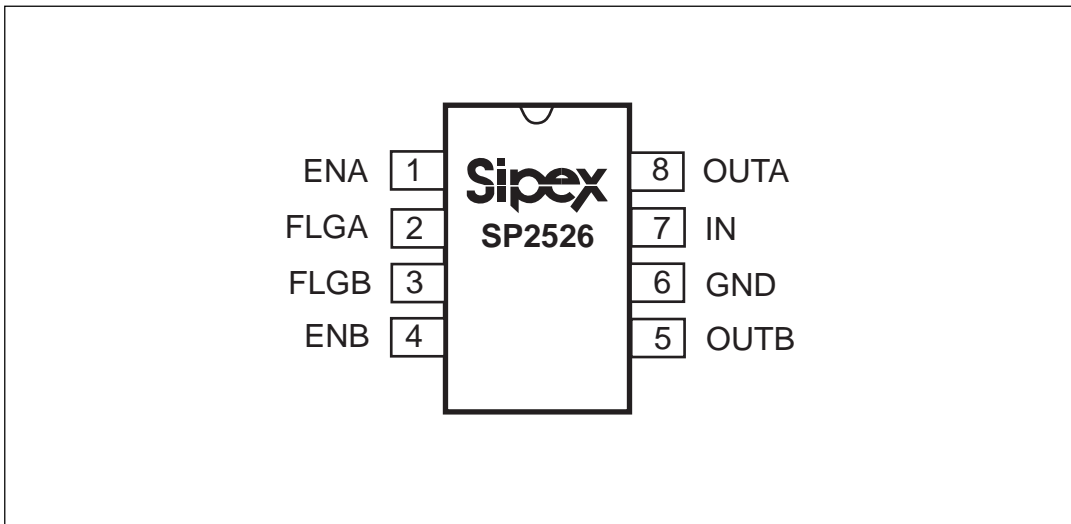 ENA 1 Sipex 8 OUTA
FLGA 2 SP2526 7 IN
FLGB 3 6 GND
ENB 4 5 OUTB